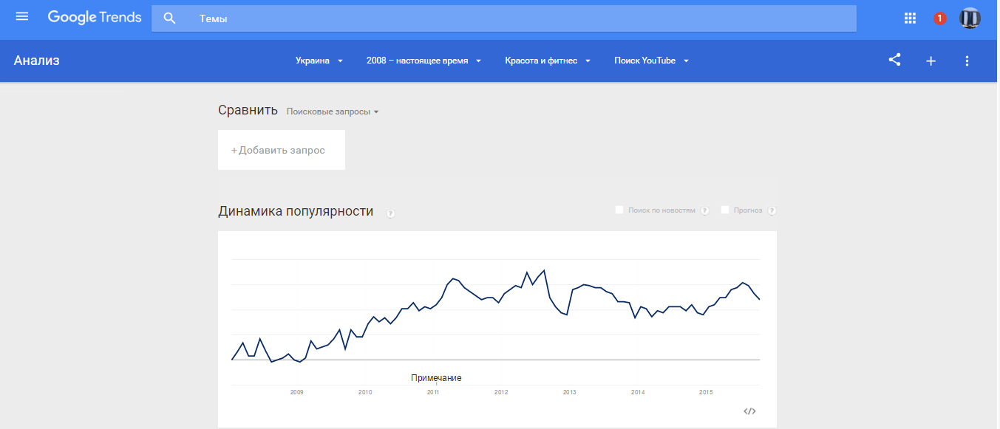 Google Trends
Темы
1
Анализ
Украина
2008 – настоящее время
Красота и фитнес
Поиск YouTube
Сравнить Поисковые запросы
+Добавить запрос
Динамика популярности ?
Поиск по новостям ? Прогноз ?
Примечание
2009 2010 2011 2012 2013 2014 2015
</>